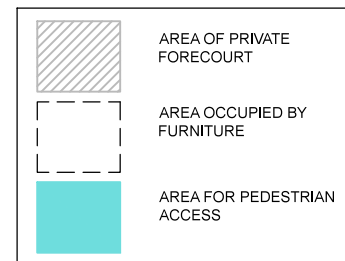 AREA OF PRIVATE
FORECOURT
AREA OCCUPIED BY
FURNITURE
AREA FOR PEDESTRIAN
ACCESS